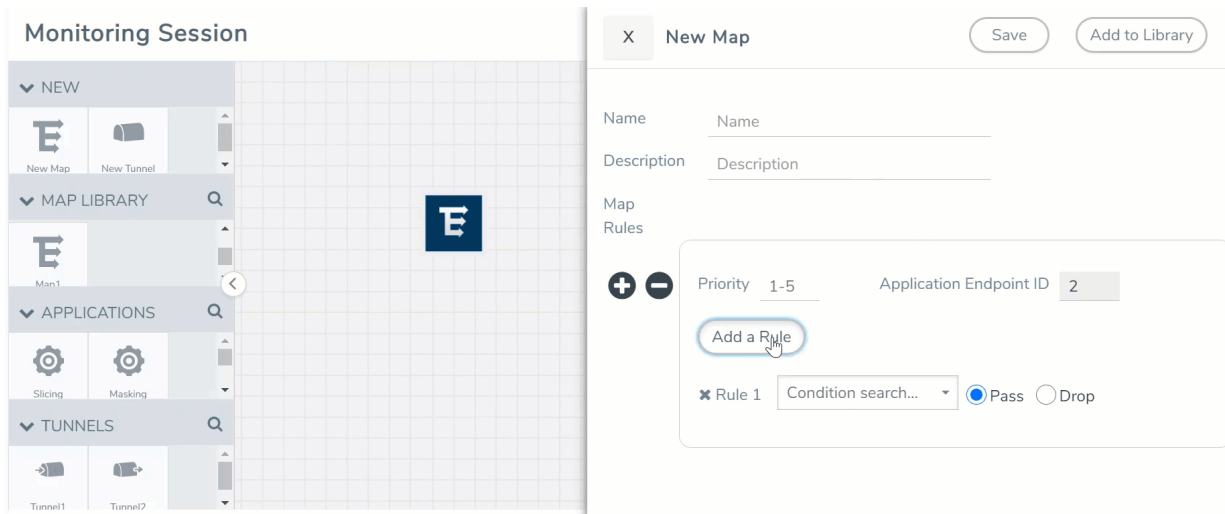 Monitoring Session
NEW
New Map New Tunnel
MAP LIBRARY
Map1
APPLICATIONS
Slicing Masking
TUNNELS
Tunnel1 Tunnel2
X New Map Save Add to Library
Name Name
Description Description
Map
Rules
Priority 1-5 Application Endpoint ID 2
Add a Rule
Rule 1 Condition search... Pass Drop